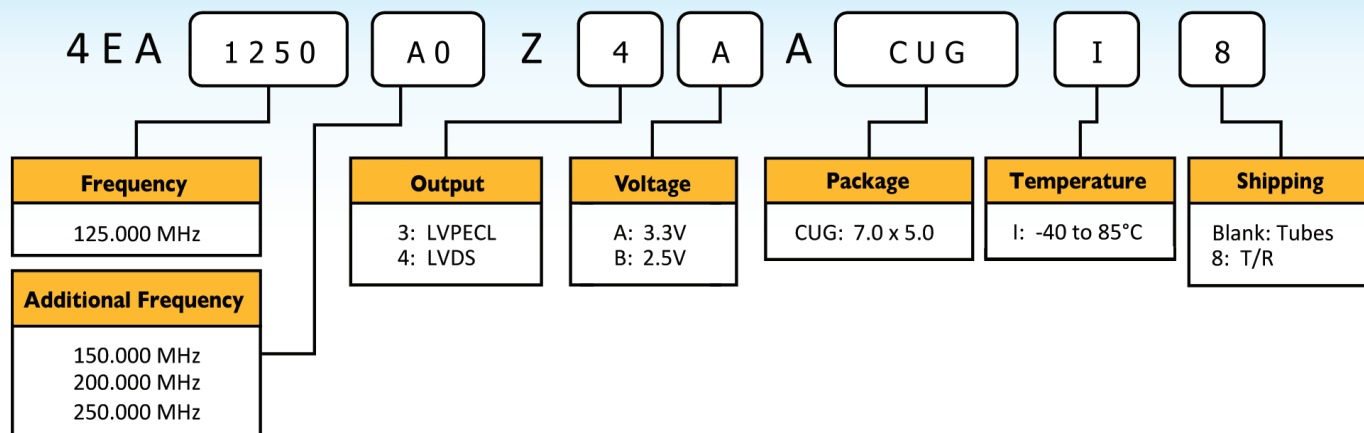 4EA 1250 A0 Z 4 A A CUG I 8
Frequency
125.000 MHz
Additional Frequency
150.000 MHz
200.000 MHz
250.000 MHz
Output
3: LVPECL
4: LVDS
Voltage
A: 3.3V
B: 2.5V
Package
CUG: 7.0 x 5.0
Temperature
I: -40 to 85°C
Shipping
Blank: Tubes
8: T/R